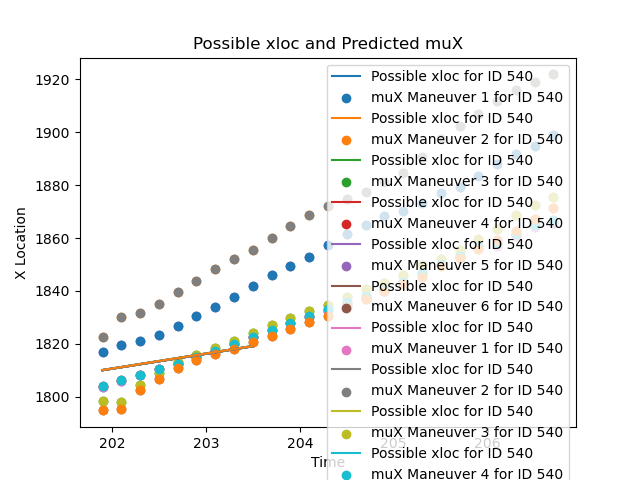 Possible xloc and Predicted muX
X Location
1920
1900
1880
1860
1840
1820
1800
202
203
204
205
206
Time
Possible xloc for ID 540
muX Maneuver 1 for ID 540
Possible xloc for ID 540
muX Maneuver 2 for ID 540
Possible xloc for ID 540
muX Maneuver 3 for ID 540
Possible xloc for ID 540
muX Maneuver 4 for ID 540
Possible xloc for ID 540
muX Maneuver 5 for ID 540
Possible xloc for ID 540
muX Maneuver 6 for ID 540
Possible xloc for ID 540
muX Maneuver 1 for ID 540
Possible xloc for ID 540
muX Maneuver 2 for ID 540
Possible xloc for ID 540
muX Maneuver 3 for ID 540
Possible xloc for ID 540
muX Maneuver 4 for ID 540